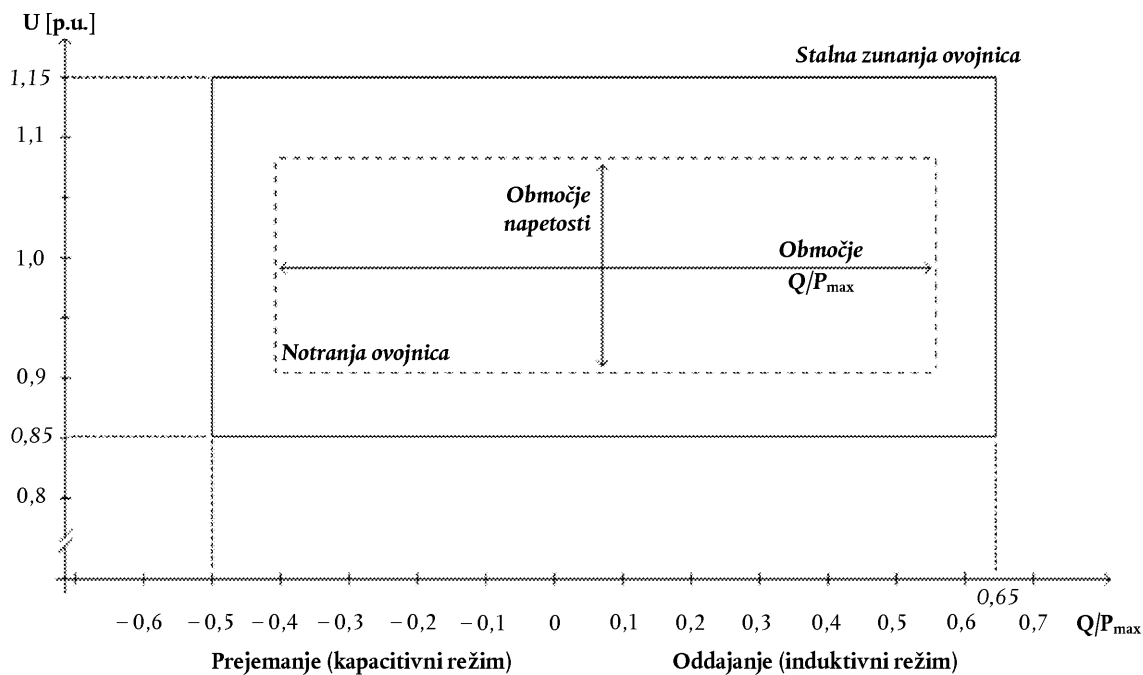 U [p.u.]
Stalna zunanja ovojnica
1,15
1,1
Območje
napetosti
1,0
Območje
Q/Pmax
Notranja ovojnica
0,9
0,85
0,8
0,65
−0,6 −0,5 −0,4 −0,3 −0,2 −0,1 0 0,1 0,2 0,3 0,4 0,5 0,6 0,7 Q/Pmax
Prejemanje (kapacitivni režim) Oddajanje (induktivni režim)